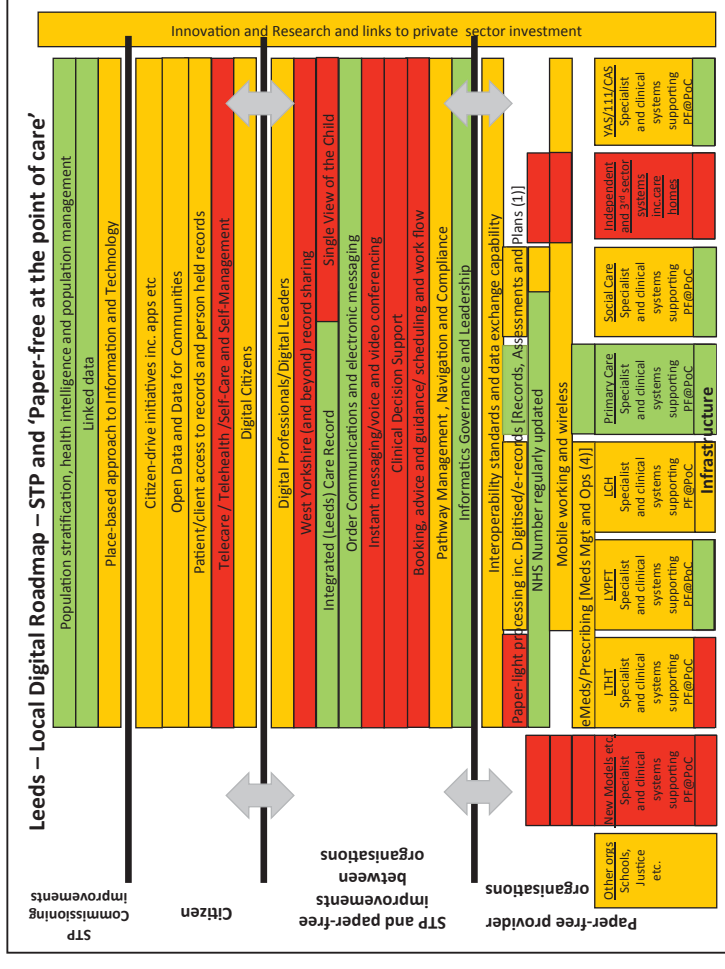 Leeds – Local Digital Roadmap – STP and 'Paper-free at the point of care'
STP
Commissioning
improvements
Population stratification, health intelligence and population management
Linked data
Place-based approach to Information and Technology
Citizen
Citizen-drive initiatives inc. apps etc
Open Data and Data for Communities
Patient/client access to records and person held records
Telecare / Telehealth /Self-Care and Self-Management
Digital Citizens
STP and paper-free
improvements
between
organisations
Digital Professionals/Digital Leaders
West Yorkshire (and beyond) record sharing
Integrated (Leeds) Care Record
Single View of the Child
Order Communications and electronic messaging
Instant messaging/voice and video conferencing
Clinical Decision Support
Booking, advice and guidance/ scheduling and work flow
Pathway Management , Navigation and Compliance
Informatics Governance and Leadership
Paper-free provider
organisations
Interoperability standards and data exchange capability
Paper-light processing inc. Digitised/e-records [Records, Assessments and Plans (1)]
NHS Number regularly updated
Mobile working and wireless
eMeds/Prescribing [Meds Mgt and Ops (4)]
Other orgs
Schools,
Justice
etc.
New Models etc
Specialist
and clinical
systems
supporting
PF@PoC
LTHT
Specialist
and clinical
systems
supporting
PF@PoC
LYPFT
Specialist
and clinical
systems
supporting
PF@PoC
LCH
Specialist
and clinical
systems
supporting
PF@PoC
Primary Care
Specialist
and clinical
systems
supporting
PF@PoC
Social Care
Specialist
and clinical
systems
supporting
PF@PoC
Independent
and 3rd sector
systems
inc.care
homes
YAS/111/CAS
Specialist
and clinical
systems
supporting
PF@PoC
Infrastructure
Innovation and Research and links to private sector investment